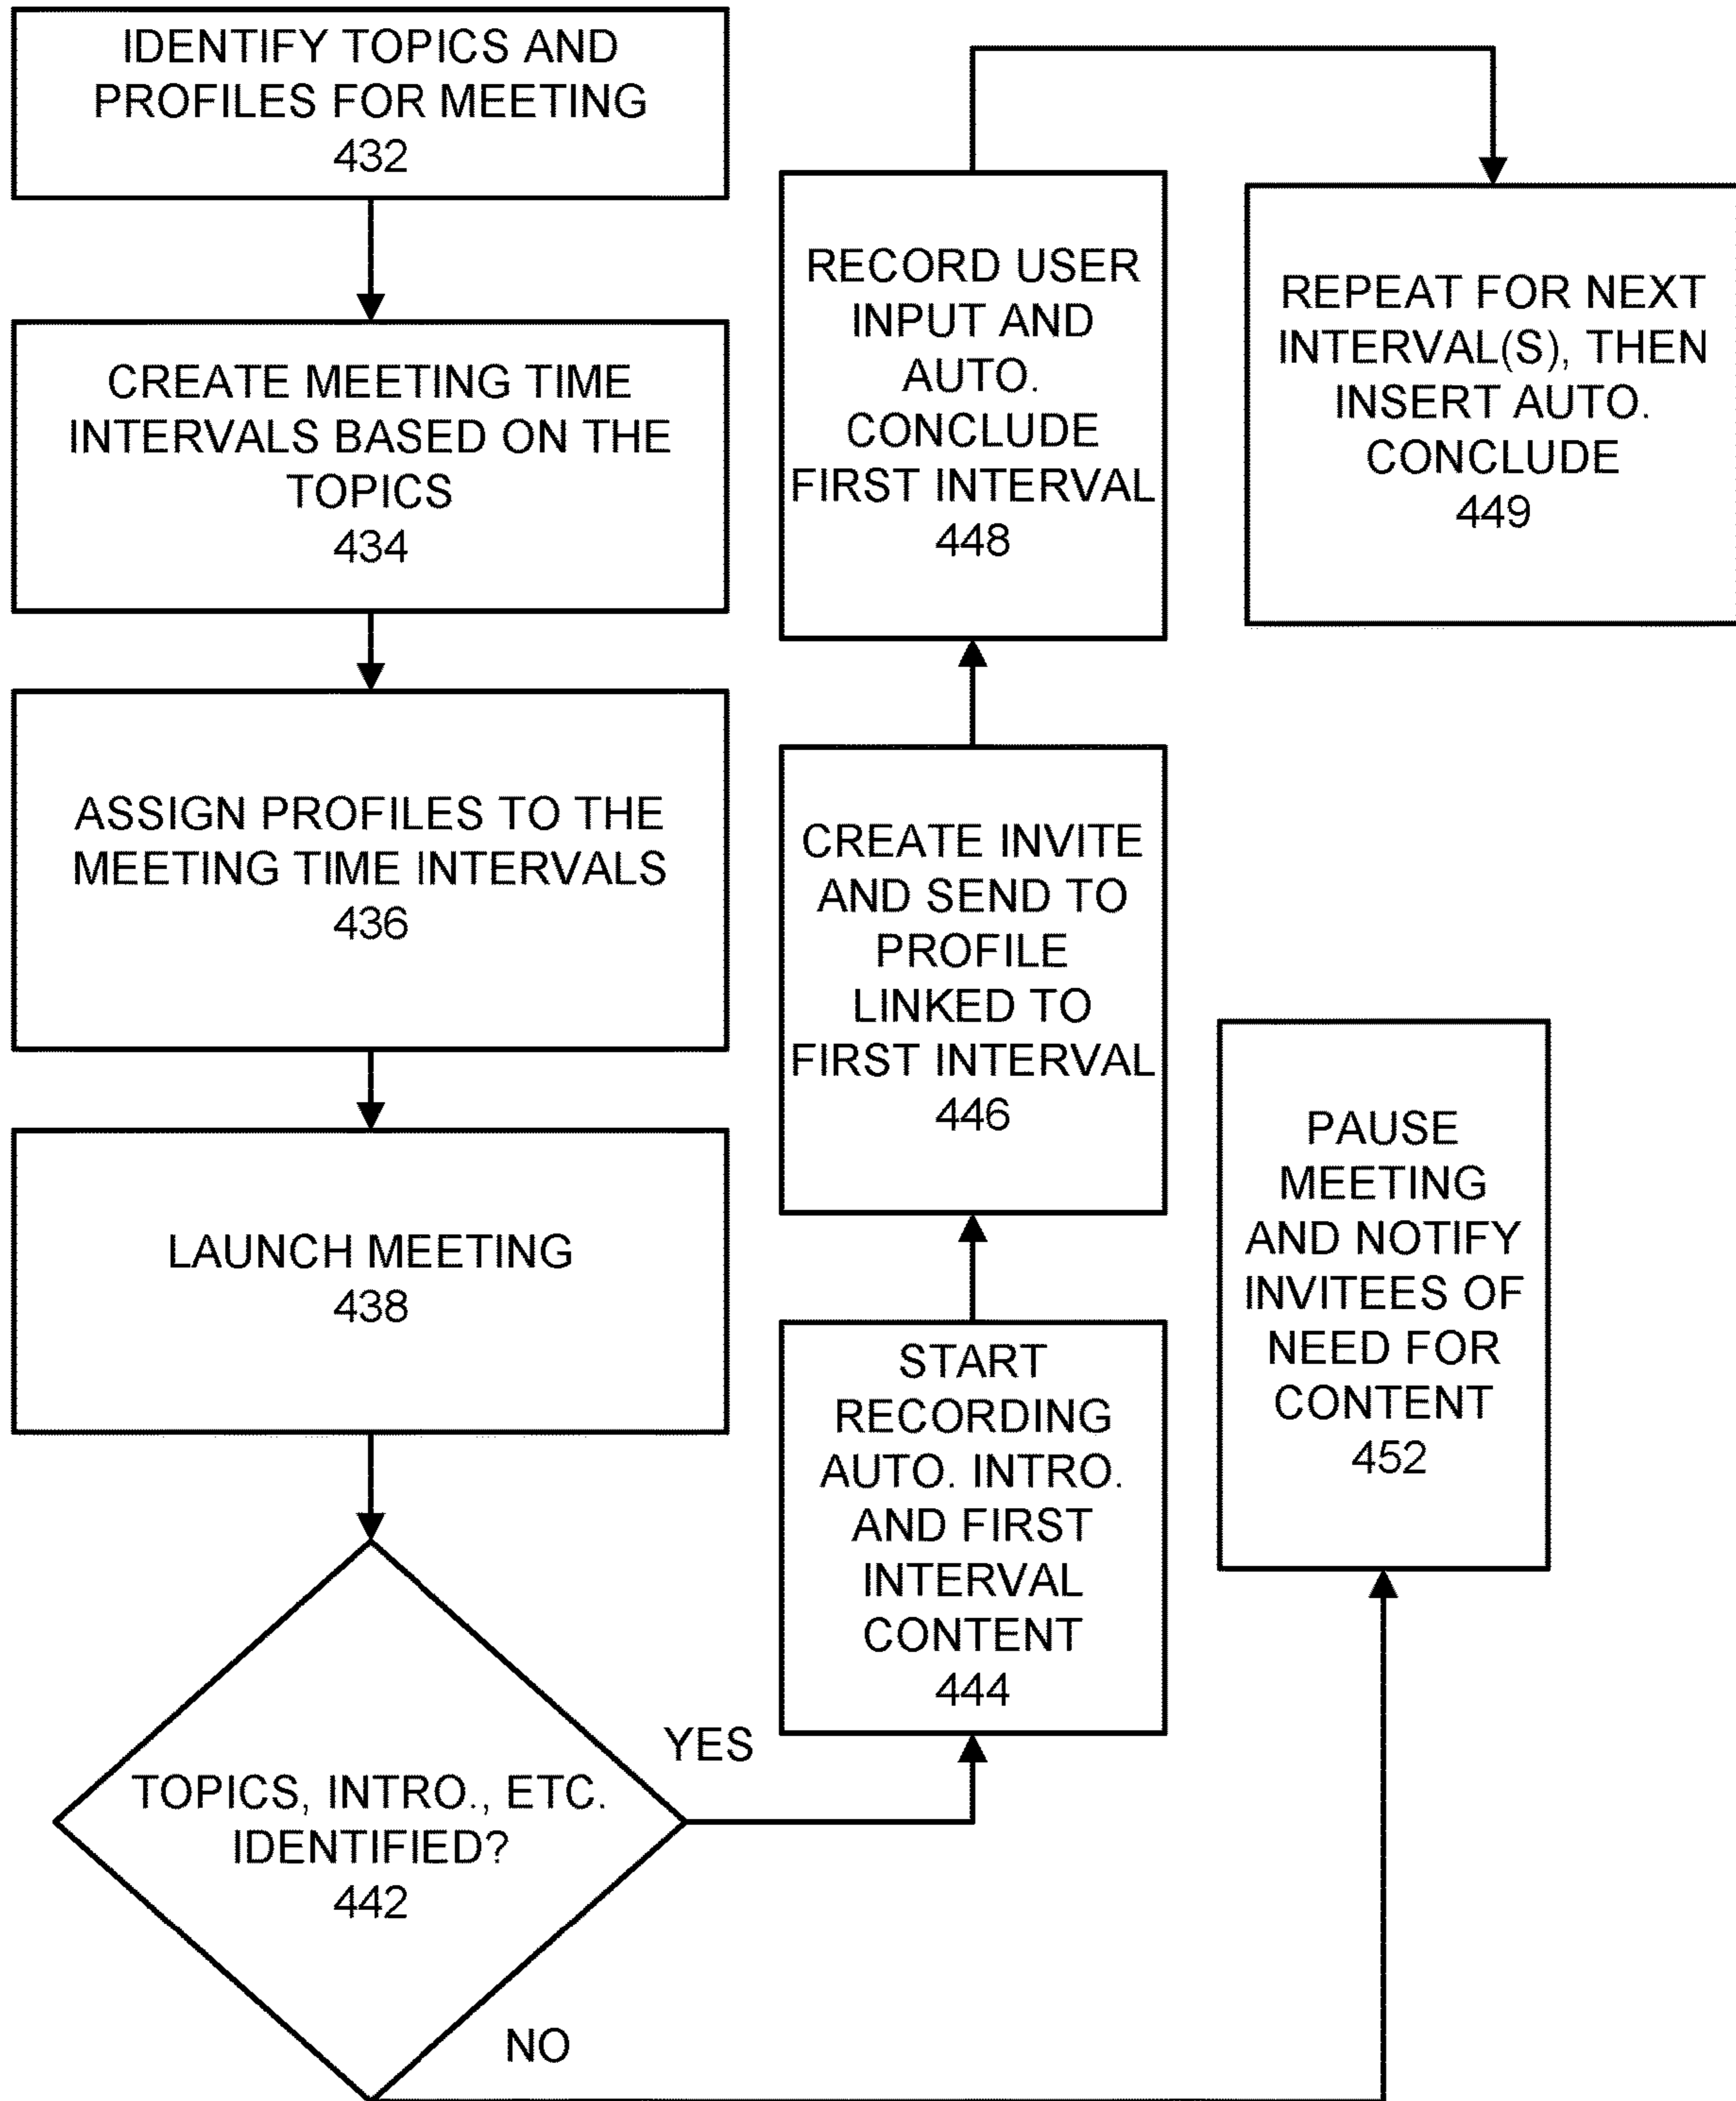 IDENTIFY TOPICS AND
PROFILES FOR MEETING
432
CREATE MEETING TIME
INTERVALS BASED ON THE
TOPICS
434
ASSIGN PROFILES TO THE
MEETING TIME INTERVALS
436
LAUNCH MEETING
438
TOPICS, INTRO., ETC.
IDENTIFIED?
442
YES
NO
START
RECORDING
AUTO. INTRO.
AND FIRST
INTERVAL
CONTENT
444
CREATE INVITE
AND SEND TO
PROFILE
LINKED TO
FIRST INTERVAL
446
RECORD USER
INPUT AND
AUTO.
CONCLUDE
FIRST INTERVAL
448
REPEAT FOR NEXT
INTERVAL(S), THEN
INSERT AUTO.
CONCLUDE
449
PAUSE
MEETING
AND NOTIFY
INVITEES OF
NEED FOR
CONTENT
452